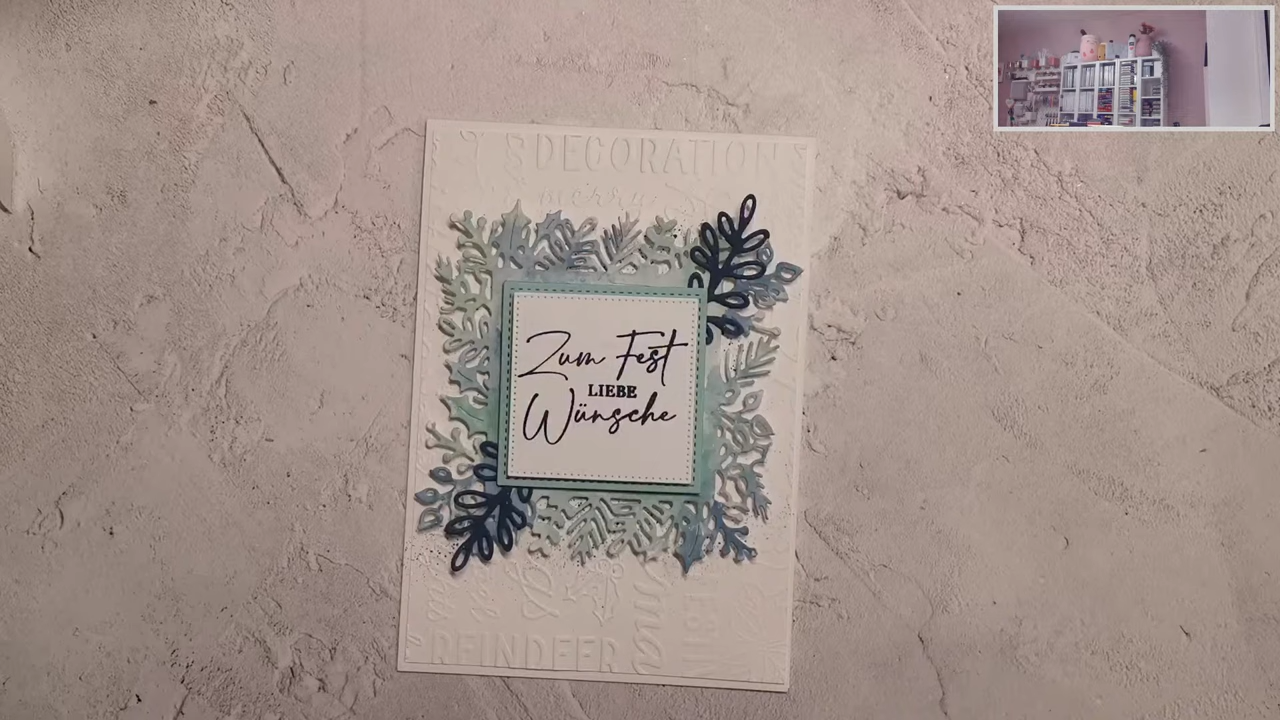 DECORATION
merry
Zum Fest
LIEBE
Wünsche
REINDEER